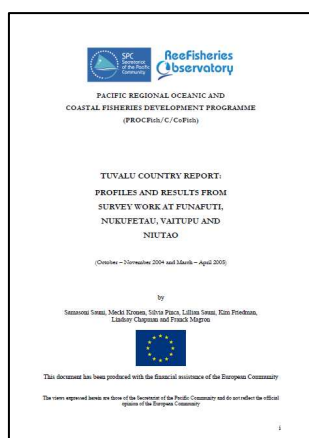 SPC
Secretariat
of the Pacific
Community
ReeFisheries
Observatory
PACIFIC REGIONAL OCEANIC AND
COASTAL FISHERIES DEVELOPMENT PROGRAMME
(PROCFish/C/CoFish)
TUVALU COUNTRY REPORT:
PROFILES AND RESULTS FROM
SURVEY WORK AT FUNAFUTI,
NUKUFETAU, VAITUPU AND
NIUTAO
(October – November 2004 and March – April 2005)
by
Samasoni Sauni, Mecki Kronen, Silvia Pinca, Lillian Sauni, Kim Friedman,
Lindsay Chapman and Franck Magron
This document has been produced with the financial assistance of the European Community
The views expressed herein are those of the Secretariat of the Pacific Community and do not reflect the official
opinion of the European Community
i